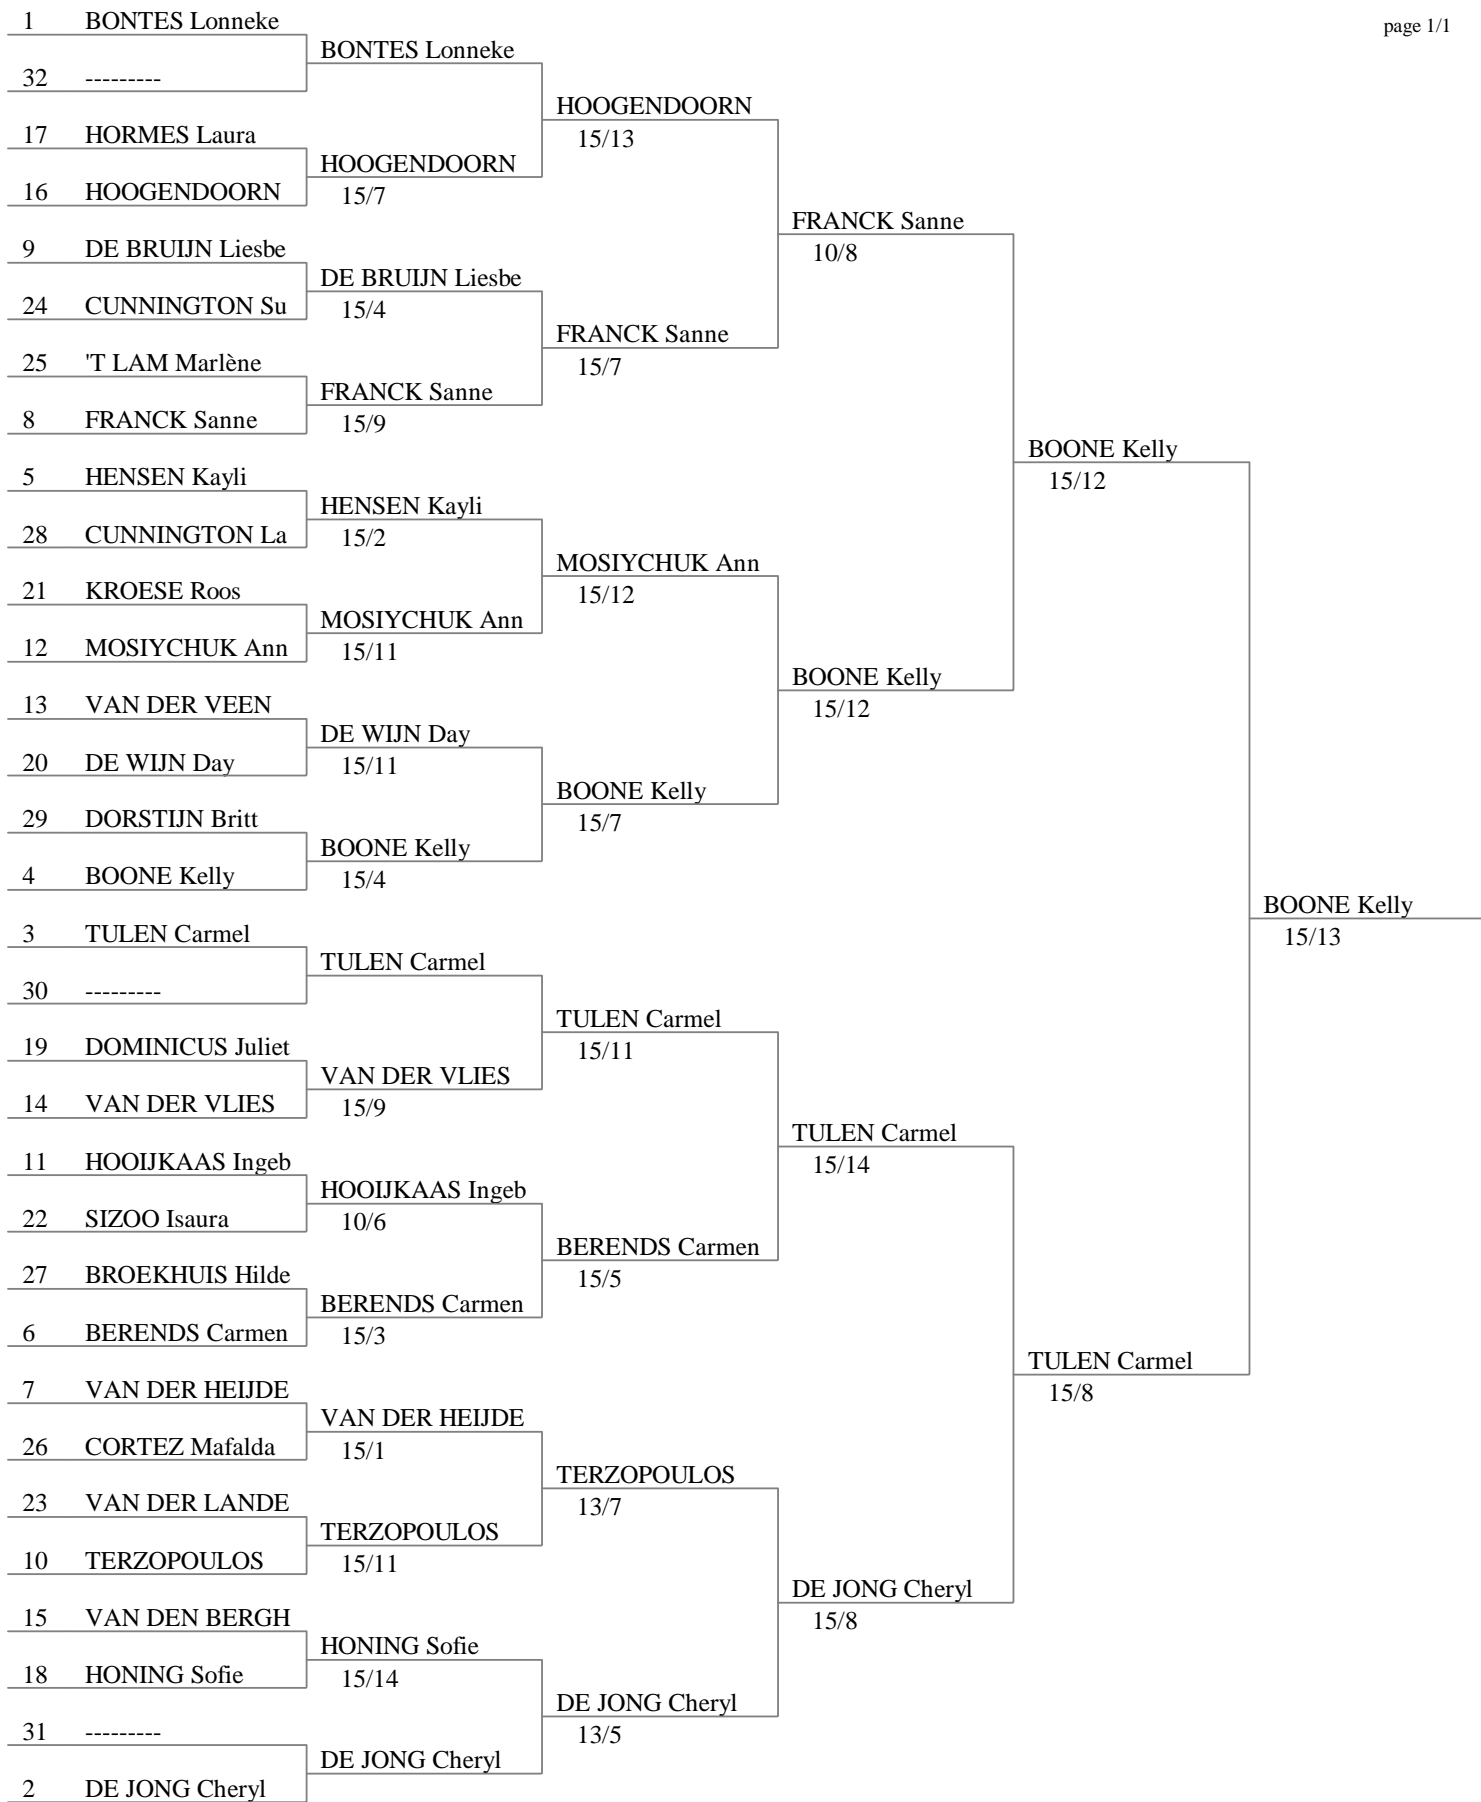 page 1/1
1 BONTES Lonneke
BONTES Lonneke
32 ---------
HOOGENDOORN
15/13
17 HORMES Laura
HOOGENDOORN
15/7
16 HOOGENDOORN
FRANCK Sanne
10/8
9 DE BRUIJN Liesbe
DE BRUIJN Liesbe
15/4
24 CUNNINGTON Su
FRANCK Sanne
15/7
25 'T LAM Marlène
FRANCK Sanne
15/9
8 FRANCK Sanne
BOONE Kelly
15/12
5 HENSEN Kayli
HENSEN Kayli
15/2
28 CUNNINGTON La
MOSIYCHUK Ann
15/12
21 KROESE Roos
MOSIYCHUK Ann
15/11
12 MOSIYCHUK Ann
BOONE Kelly
15/12
13 VAN DER VEEN
DE WIJN Day
15/11
20 DE WIJN Day
BOONE Kelly
15/7
29 DORSTIJN Britt
BOONE Kelly
15/4
4 BOONE Kelly
BOONE Kelly
15/13
3 TULEN Carmel
TULEN Carmel
30 ---------
TULEN Carmel
15/11
19 DOMINICUS Juliet
VAN DER VLIES
15/9
14 VAN DER VLIES
TULEN Carmel
15/14
11 HOOIJKAAS Ingeb
HOOIJKAAS Ingeb
10/6
22 SIZOO Isaura
BERENDS Carmen
15/5
27 BROEKHUIS Hilde
BERENDS Carmen
15/3
6 BERENDS Carmen
TULEN Carmel
15/8
7 VAN DER HEIJDE
VAN DER HEIJDE
15/1
26 CORTEZ Mafalda
TERZOPOULOS
13/7
23 VAN DER LANDE
TERZOPOULOS
15/11
10 TERZOPOULOS
DE JONG Cheryl
15/8
15 VAN DEN BERGH
HONING Sofie
15/14
18 HONING Sofie
DE JONG Cheryl
13/5
31 ---------
DE JONG Cheryl
2 DE JONG Cheryl